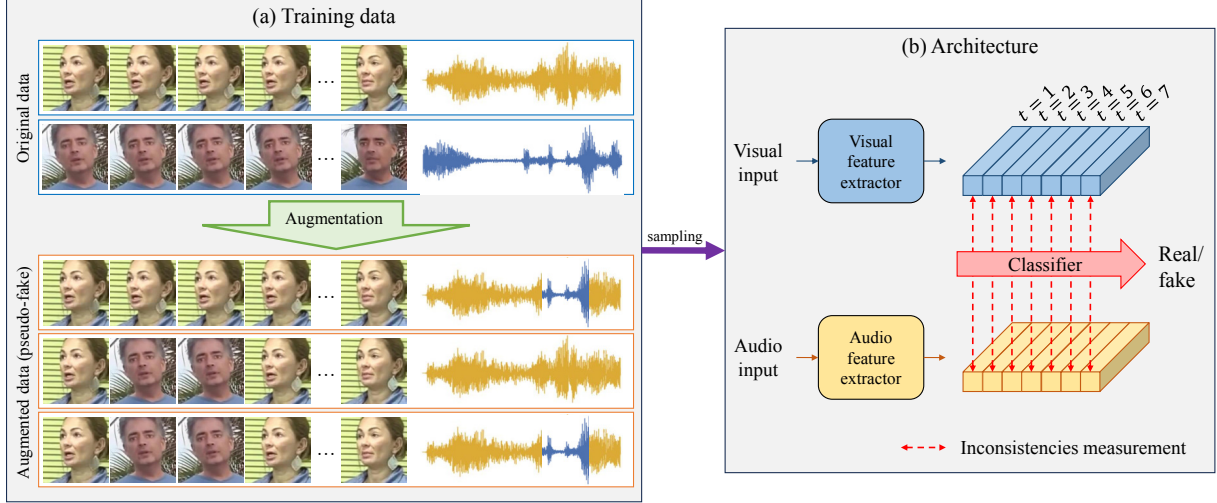 (a) Training data
Original data
...
...
Augmentation
Augmented data (pseudo-fake)
...
...
...
sampling
(b) Architecture
t = 1
t = 2
t = 3
t = 4
t = 5
t = 6
t = 7
Visual
input
Visual
feature
extractor
Classifier
Real/
fake
Audio
input
Audio
feature
extractor
Inconsistencies measurement